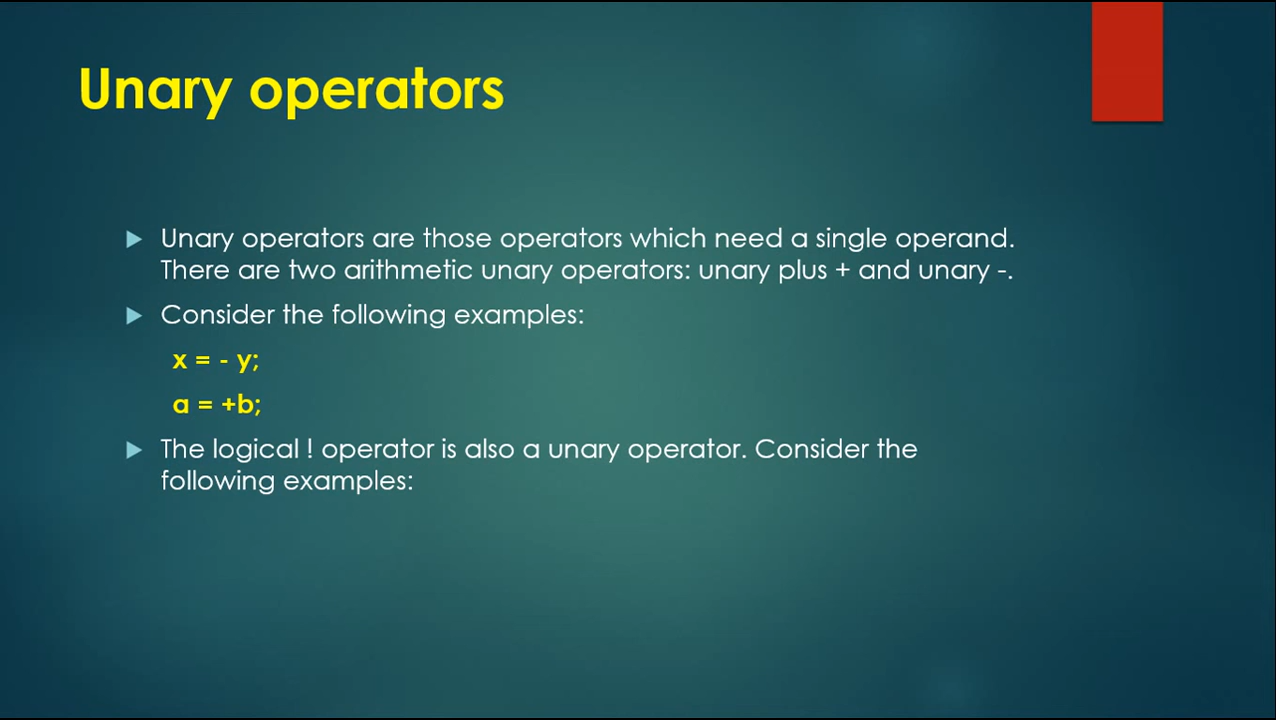 Unary operators
Unary operators are those operators which need a single operand.
There are two arithmetic unary operators: unary plus + and unary -.
Consider the following examples:
x = - y;
a = +b;
The logical ! operator is also a unary operator. Consider the
following examples: